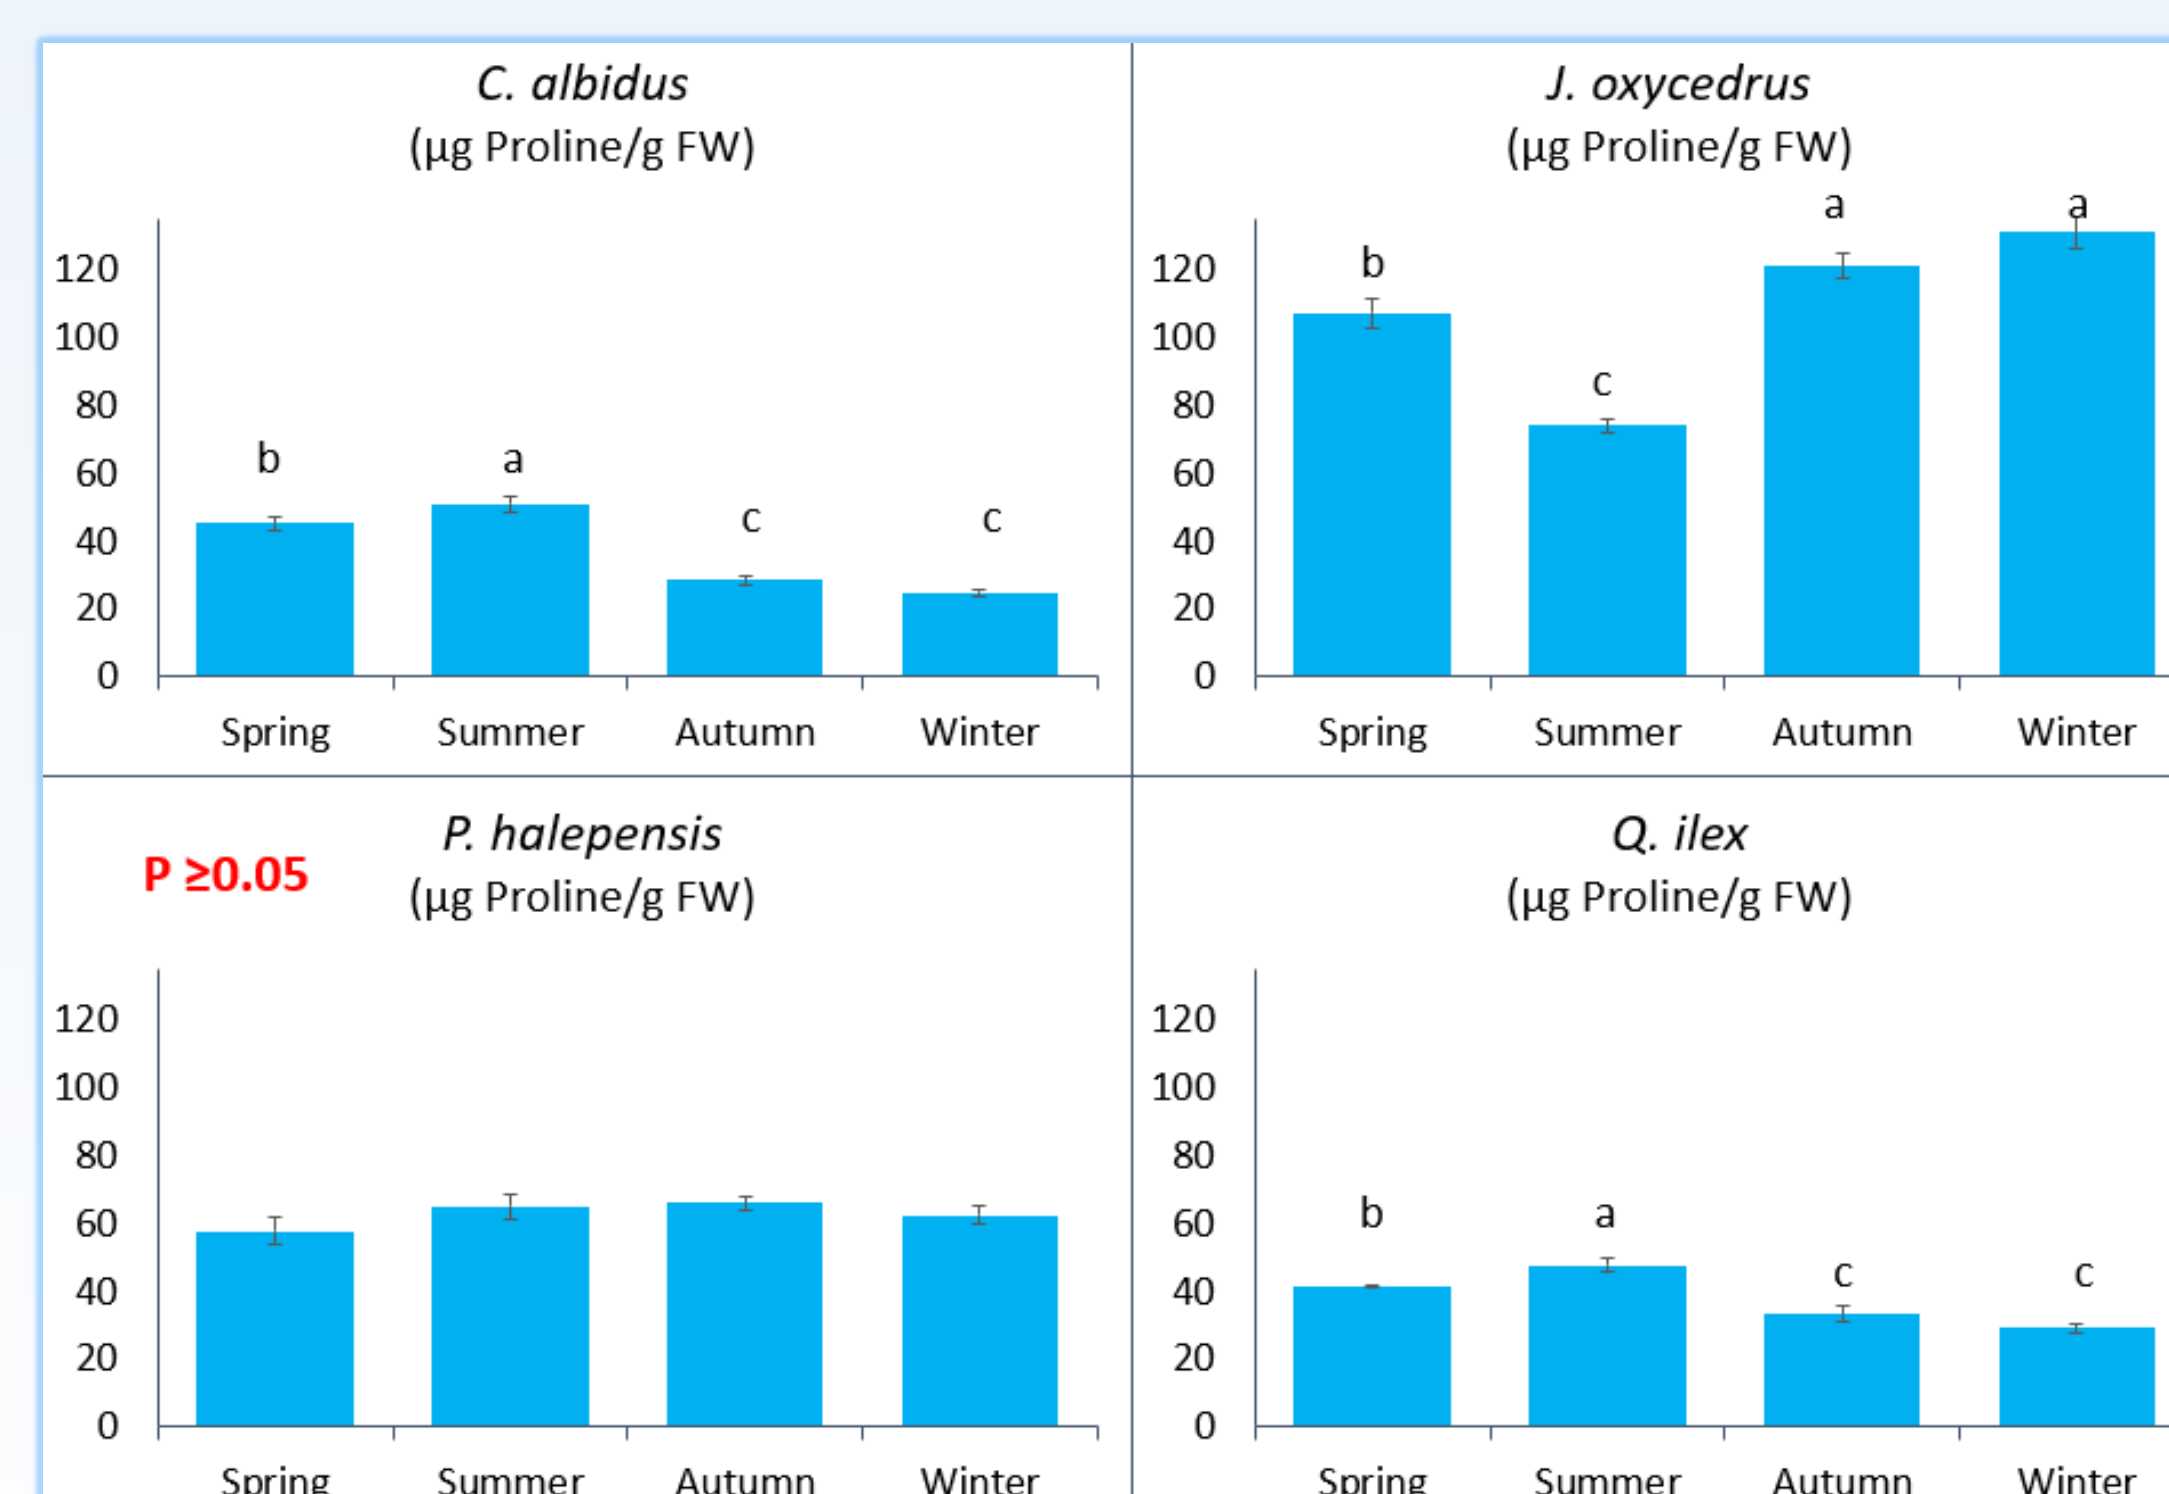 C. albidus
(µg Proline/g FW)
120
100
80
60
40
20
0
b
a
c
c
Spring Summer Autumn Winter
J. oxycedrus
(µg Proline/g FW)
120
100
80
60
40
20
0
b
c
a
a
Spring Summer Autumn Winter
P ≥0.05
P. halepensis
(µg Proline/g FW)
120
100
80
60
40
20
0
Spring Summer Autumn Winter
Q. ilex
(µg Proline/g FW)
120
100
80
60
40
20
0
b
a
c
c
Spring Summer Autumn Winter